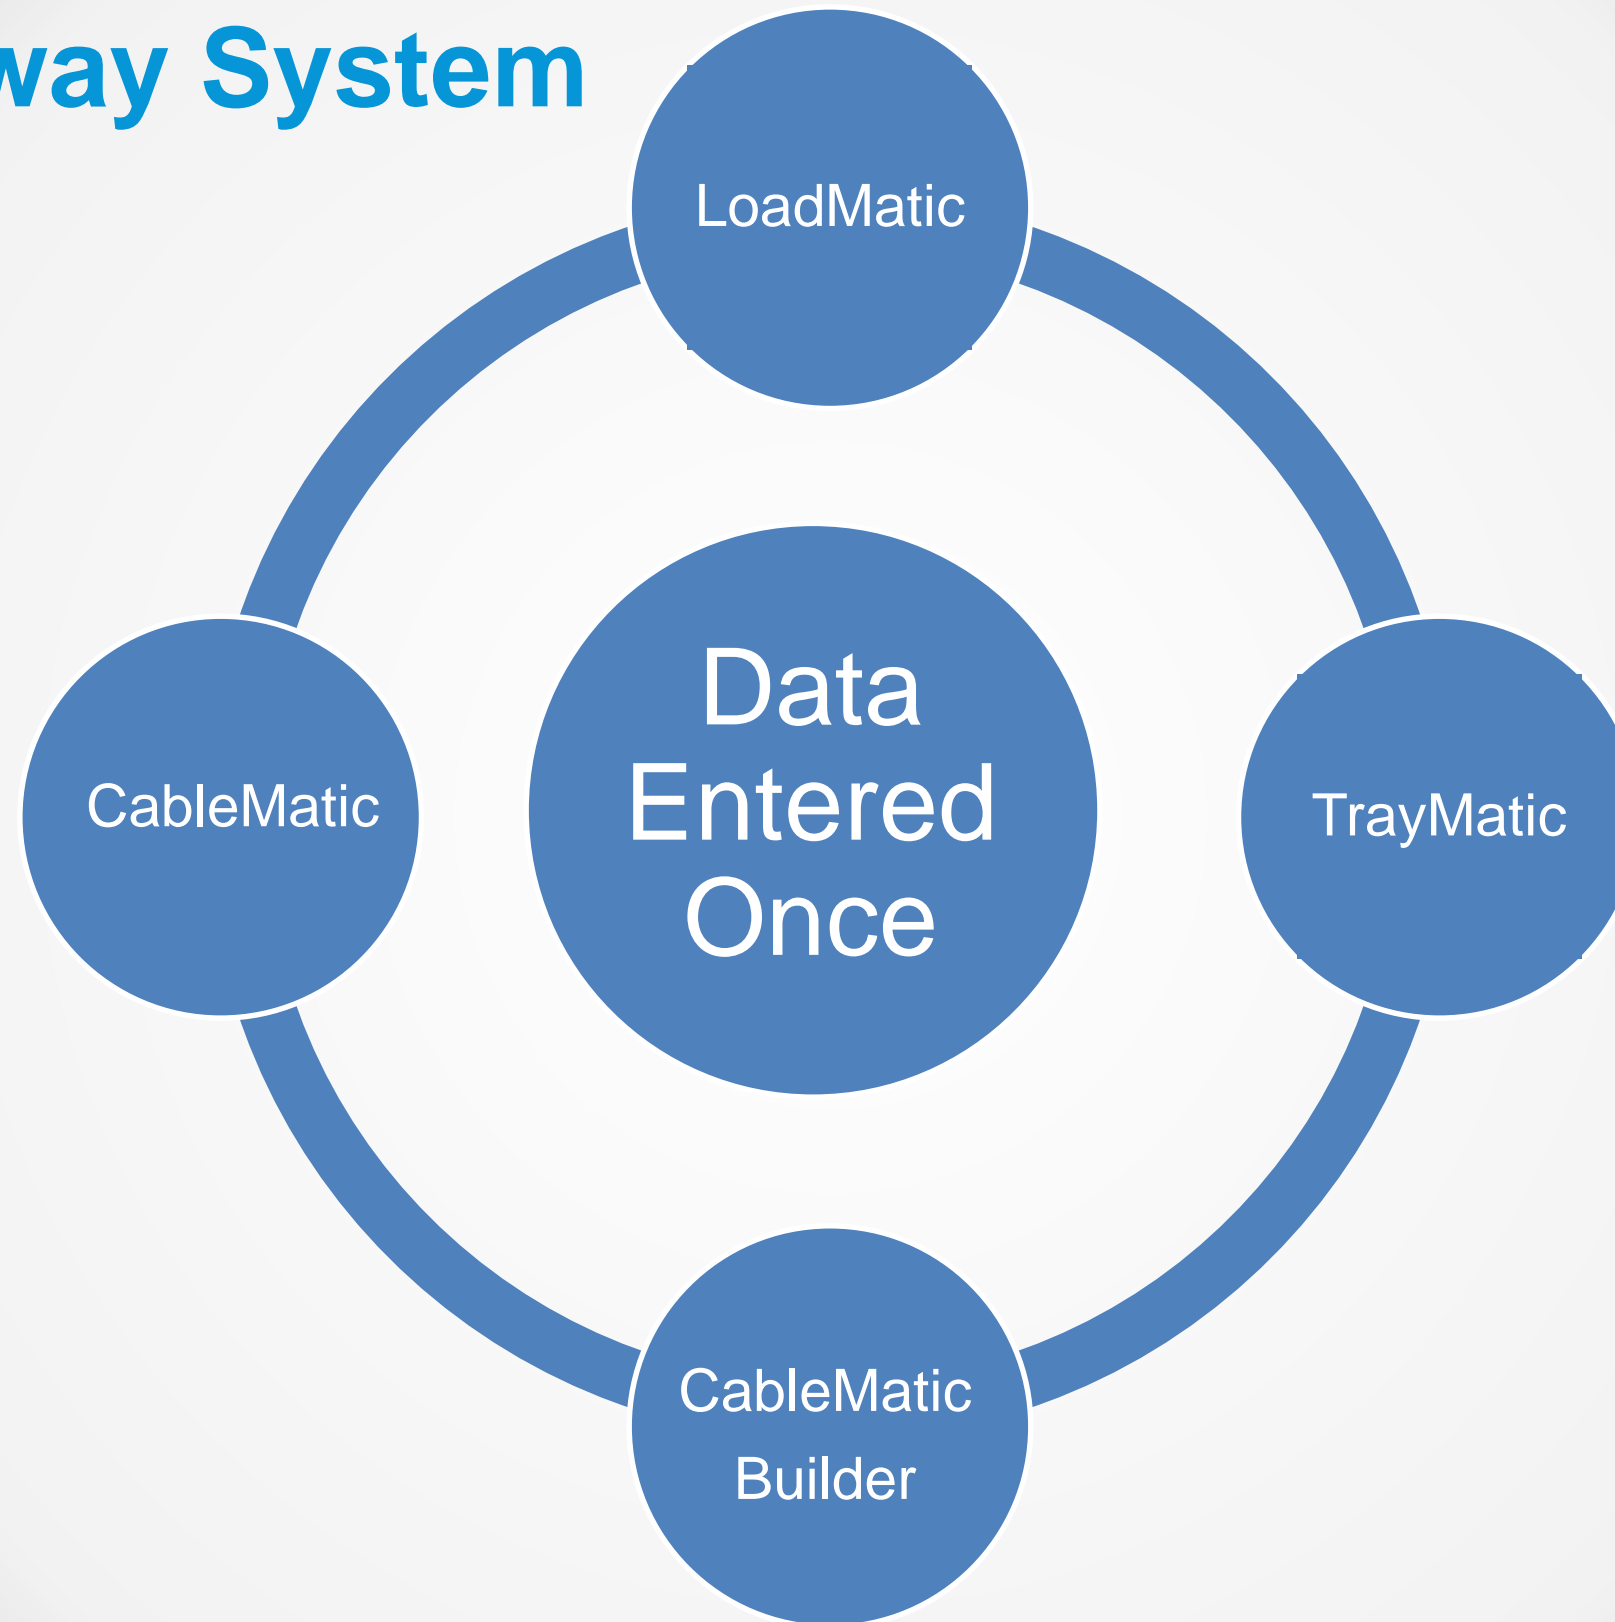 way System
LoadMatic
CableMatic
Data
Entered
Once
TrayMatic
CableMatic
Builder